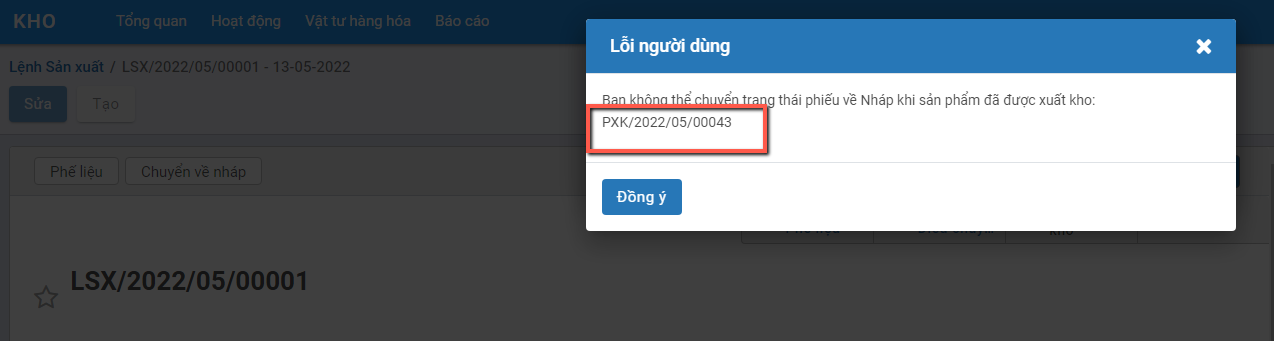 KHO Tổng quan Hoạt động Vật tư hàng hóa Báo cáo
Lệnh Sản xuất / LSX/2022/05/00001 - 13-05-2022
Sửa Tạo
Lỗi người dùng
Bạn không thể chuyển trạng thái phiếu về Nháp khi sản phẩm đã được xuất kho:
PXK/2022/05/00043
Đồng ý
Phế liệu Chuyển về nháp
kho
LSX/2022/05/00001